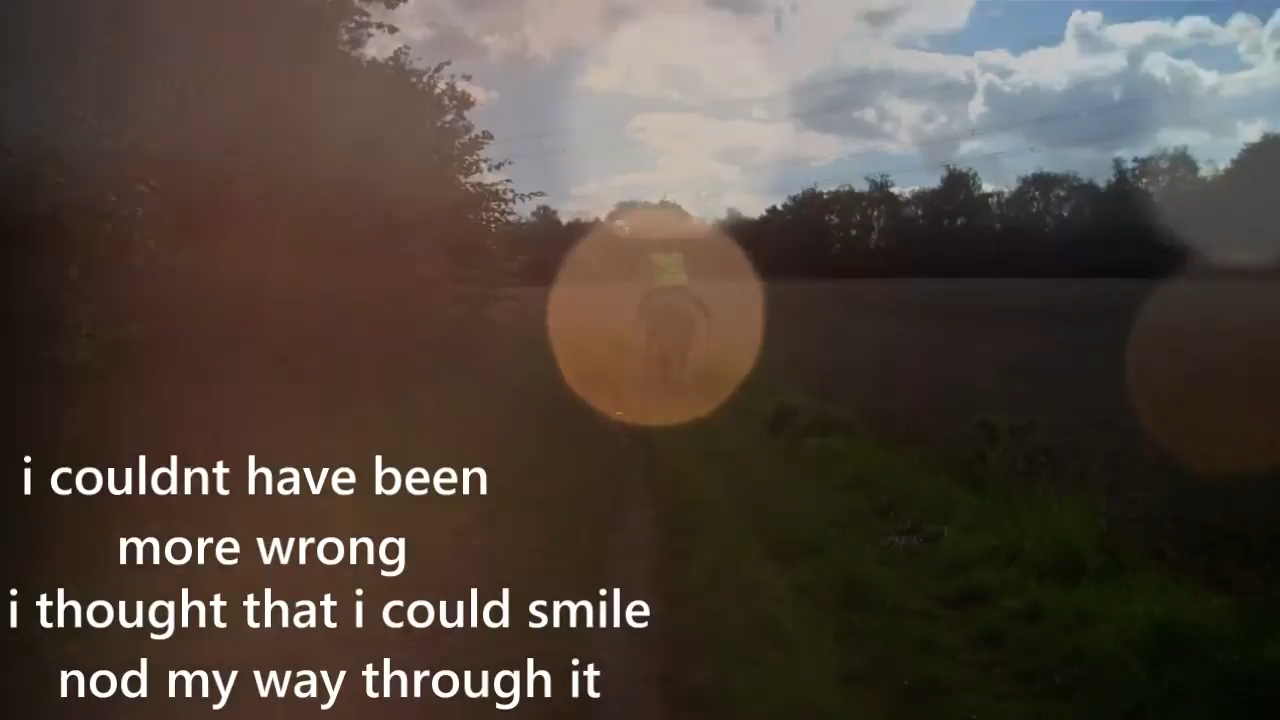 i couldnt have been
more wrong
i thought that i could smile
nod my way through it